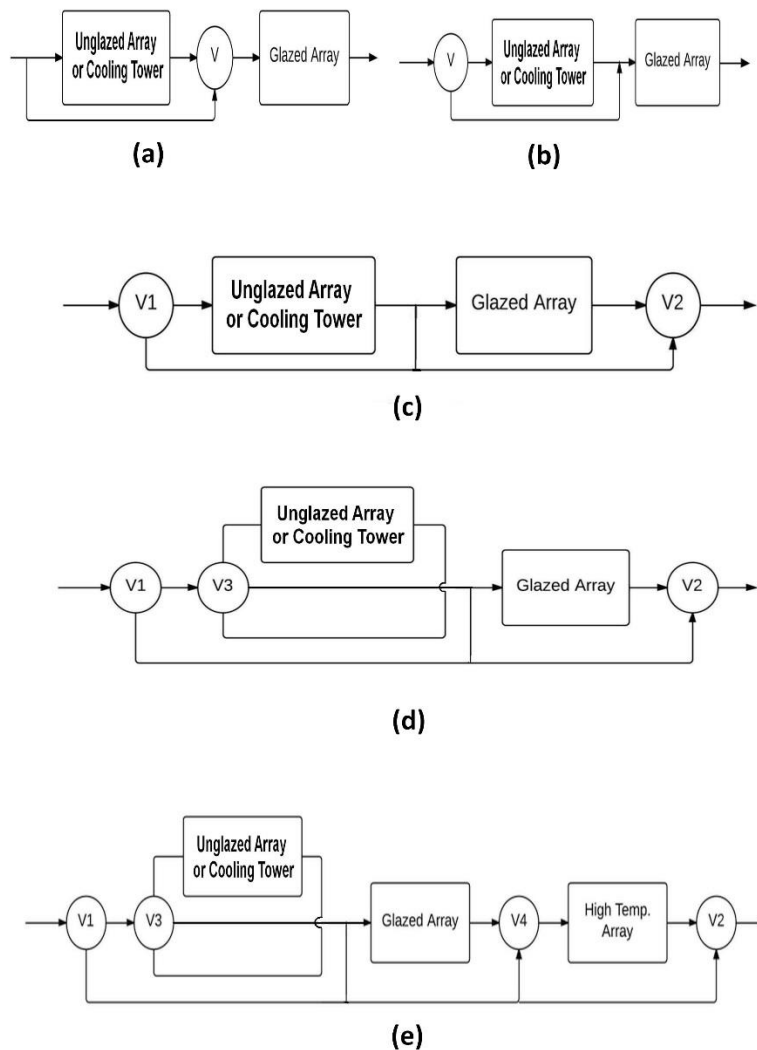 Unglazed Array
or Cooling Tower
V
Glazed Array
(a)
V
Unglazed Array
or Cooling Tower
Glazed Array
(b)
V1
Unglazed Array
or Cooling Tower
Glazed Array
V2
(c)
Unglazed Array
or Cooling Tower
V1
V3
Glazed Array
V2
(d)
Unglazed Array
or Cooling Tower
V1
V3
Glazed Array
V4
High Temp.
Array
V2
(e)